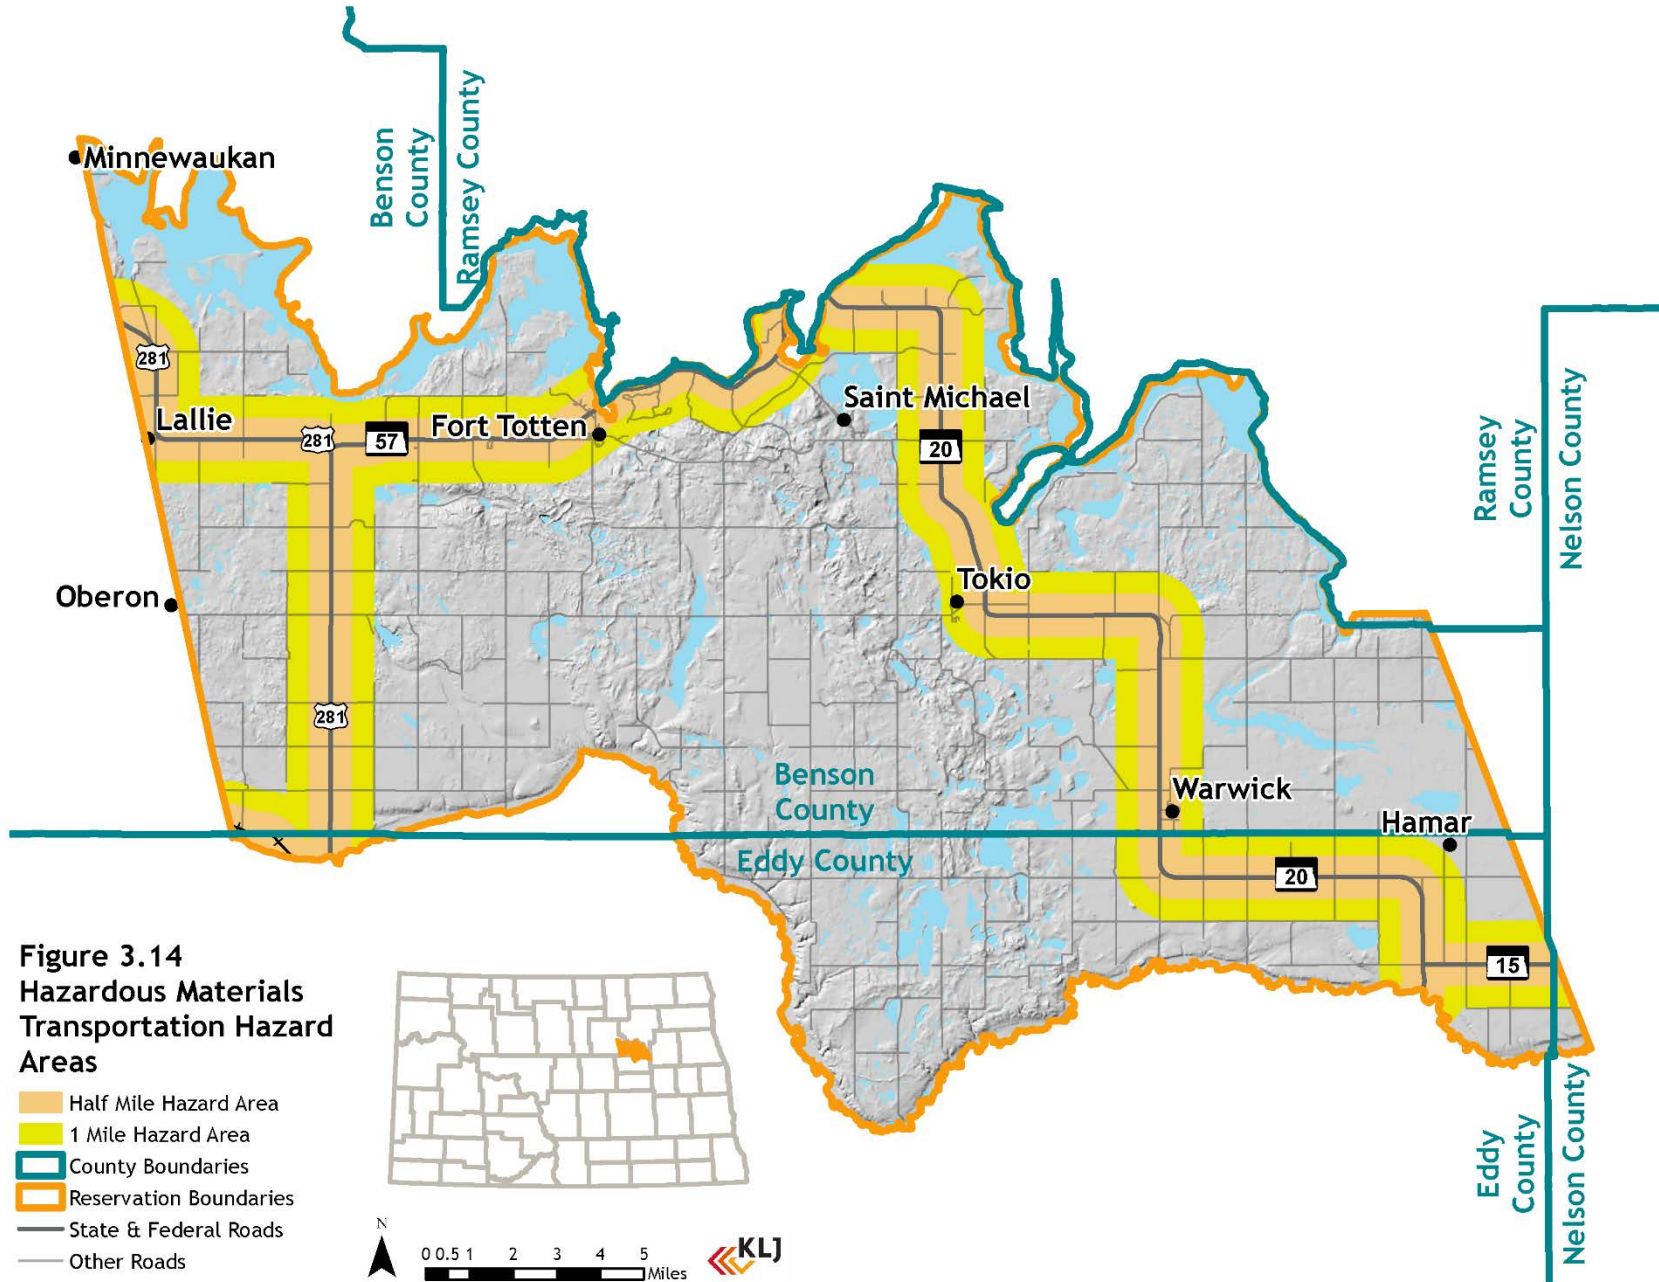 Benson
County
Ramsey County
Minnewaukan
281
Lallie
281
57
Fort Totten
Saint Michael
20
Ramsey
County
Nelson County
Oberon
Tokio
281
Benson
County
Warwick
Hamar
Eddy County
20
15
Figure 3.14
Hazardous Materials
Transportation Hazard
Areas
Half Mile Hazard Area
1 Mile Hazard Area
County Boundaries
Reservation Boundaries
State & Federal Roads
Other Roads
N
0 0.5 1 2 3 4 5
Miles
KLJ
Eddy
County
Nelson County